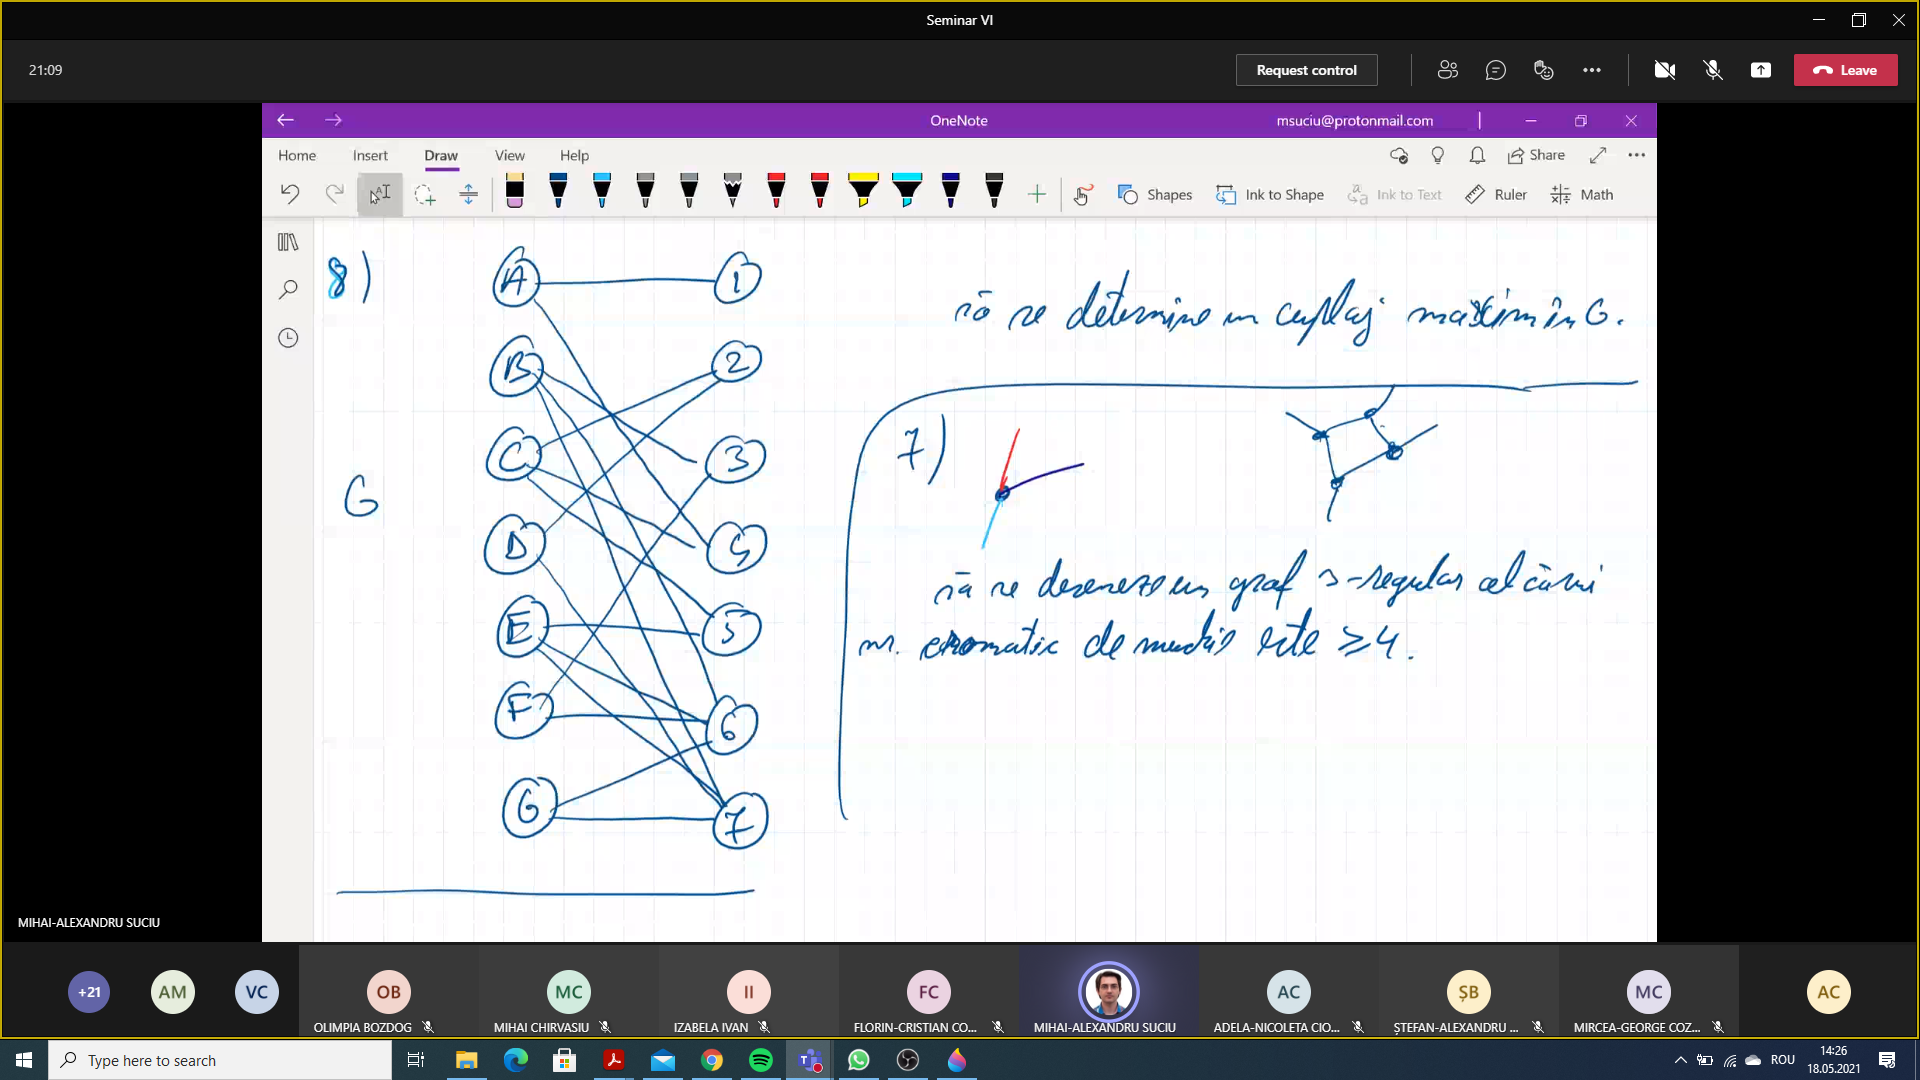 Seminar VI
21:09
Request control
Leave
OneNote
msuciu@protonmail.com
Home Insert Draw View Help
Share
Shapes Ink to Shape Ink to Text Ruler Math
8)
A 1
B 2
C 3
D 4
E 5
F 6
G 7
G
să se determine un cuplaj maxim în G.
7)
să se deseneze un graf 3-regular al cărui
nr. cromatic de muchie este ≥ 4.
MIHAI-ALEXANDRU SUCIU
+21 AM VC OB MC II FC AC ȘB MC AC
OLIMPIA BOZDOG MIHAI CHIRVASIU IZABELA IVAN FLORIN-CRISTIAN CO... MIHAI-ALEXANDRU SUCIU ADELA-NICOLETA CIO... ȘTEFAN-ALEXANDRU ... MIRCEA-GEORGE COZ...
Type here to search
ROU
14:26
18.05.2021